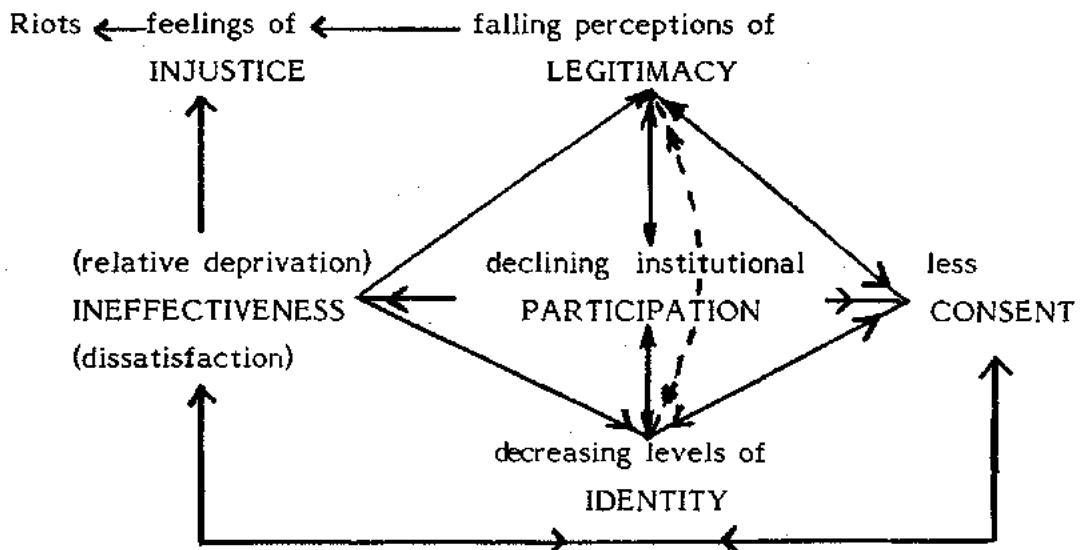 Riots feelings of falling perceptions of
INJUSTICE LEGITIMACY
(relative deprivation) declining institutional less
INEFFECTIVENESS PARTICIPATION CONSENT
(dissatisfaction)
decreasing levels of
IDENTITY